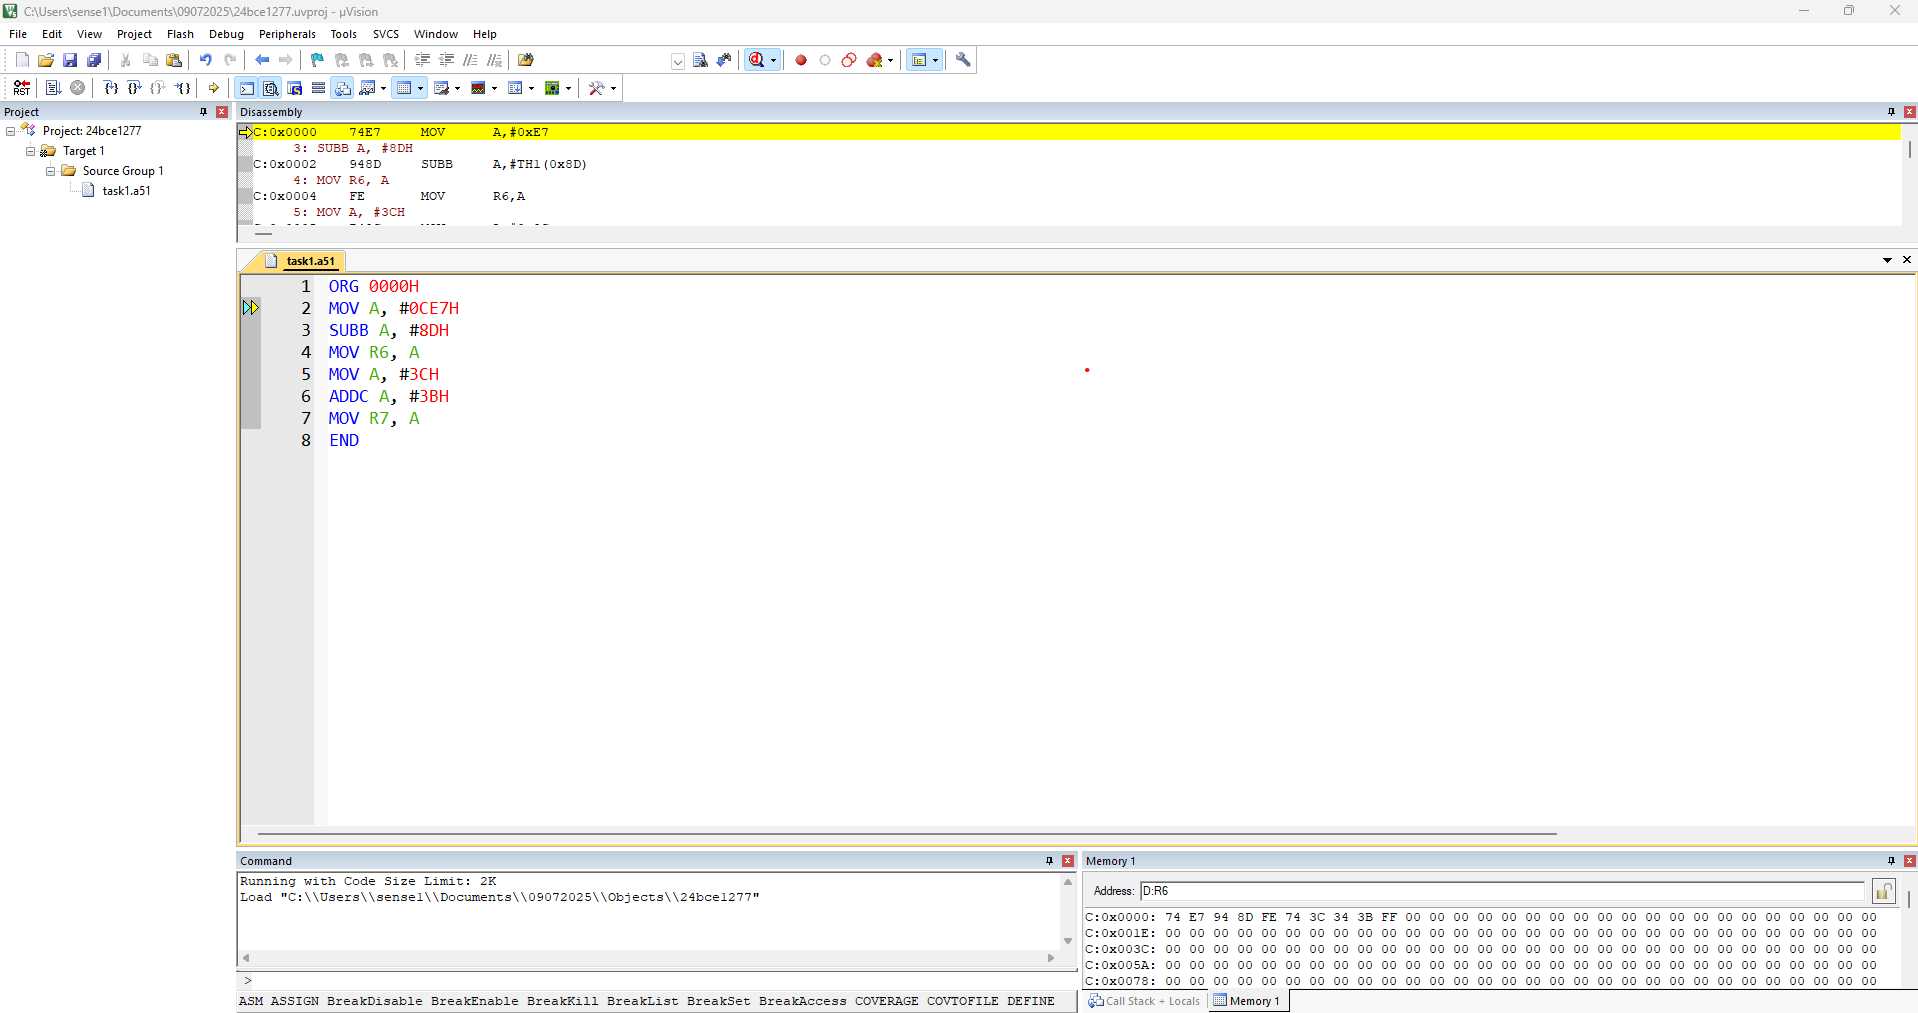 C:\Users\sense1\Documents\09072025\24bce1277.uvproj - µVision
File Edit View Project Flash Debug Peripherals Tools SVCS Window Help
RST
Project
Project: 24bce1277
Target 1
Source Group 1
task1.a51
Disassembly
C:0x0000 74E7 MOV A,#0xE7
3: SUBB A, #8DH
C:0x0002 948D SUBB A,#TH1(0x8D)
4: MOV R6, A
C:0x0004 FE MOV R6,A
5: MOV A, #3CH
task1.a51
1 ORG 0000H
2 MOV A, #0CE7H
3 SUBB A, #8DH
4 MOV R6, A
5 MOV A, #3CH
6 ADDC A, #3BH
7 MOV R7, A
8 END
Command
Running with Code Size Limit: 2K
Load "C:\\Users\\sense1\\Documents\\09072025\\Objects\\24bce1277"
>
ASM ASSIGN BreakDisable BreakEnable BreakKill BreakList BreakSet BreakAccess COVERAGE COVTOFILE DEFINE
Memory 1
Address: D:R6
C:0x0000: 74 E7 94 8D FE 74 3C 34 3B FF 00 00 00 00 00 00 00 00 00 00 00 00 00 00 00 00 00 00 00 00
C:0x001E: 00 00 00 00 00 00 00 00 00 00 00 00 00 00 00 00 00 00 00 00 00 00 00 00 00 00 00 00 00 00
C:0x003C: 00 00 00 00 00 00 00 00 00 00 00 00 00 00 00 00 00 00 00 00 00 00 00 00 00 00 00 00 00 00
C:0x005A: 00 00 00 00 00 00 00 00 00 00 00 00 00 00 00 00 00 00 00 00 00 00 00 00 00 00 00 00 00 00
C:0x0078: 00 00 00 00 00 00 00 00 00 00 00 00 00 00 00 00 00 00 00 00 00 00 00 00 00 00 00 00 00 00
Call Stack + Locals Memory 1